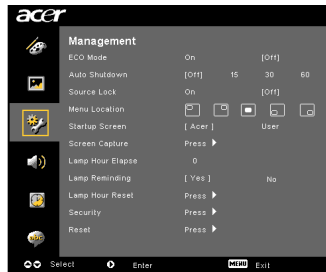 acer
Management
ECO Mode On [Off]
Auto Shutdown [Off] 15 30 60
Source Lock On [Off]
Menu Location
Startup Screen [ Acer ] User
Screen Capture Press
Lamp Hour Elapse 0
Lamp Reminding [ Yes ] No
Lamp Hour Reset Press
Security Press
Reset Press
abc
Select Enter MENU Exit